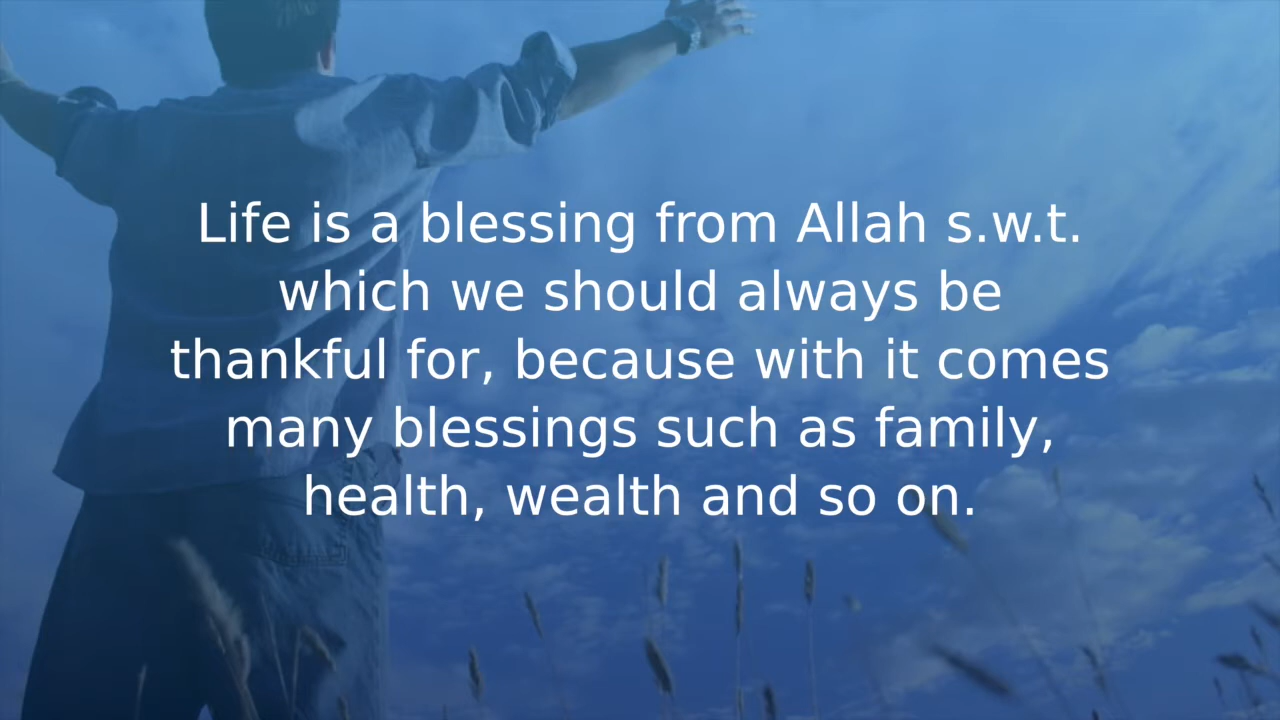 Life is a blessing from Allah s.w.t.
which we should always be
thankful for, because with it comes
many blessings such as family,
health, wealth and so on.